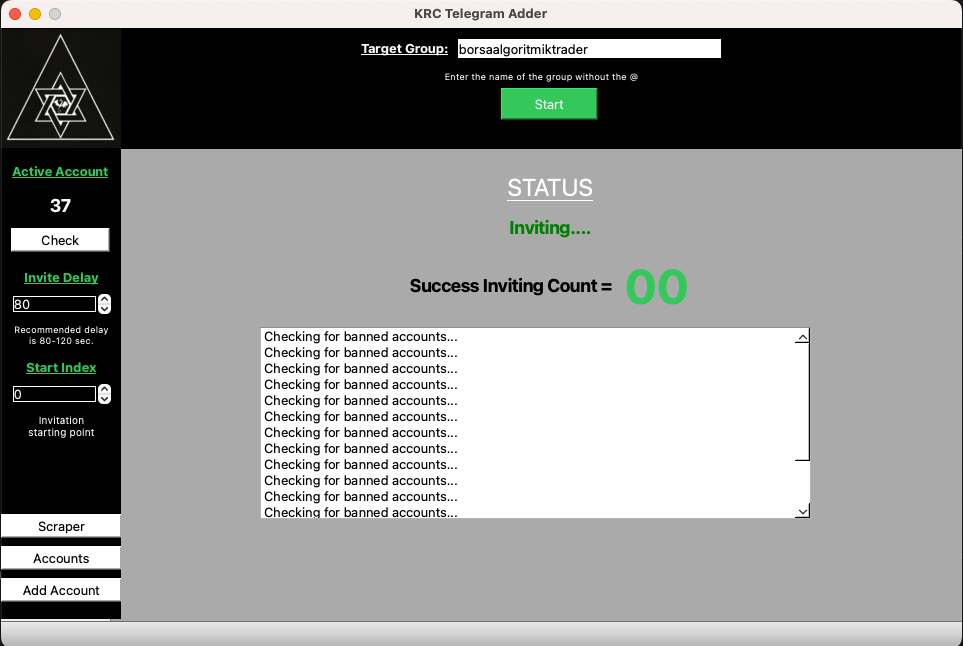 KRC Telegram Adder
Target Group: borsaalgoritmiktrader
Enter the name of the group without the @
Start
Active Account
37
Check
Invite Delay
80
Recommended delay
is 80-120 sec.
Start Index
0
Invitation
starting point
Scraper
Accounts
Add Account
STATUS
Inviting....
Success Inviting Count = 00
Checking for banned accounts...
Checking for banned accounts...
Checking for banned accounts...
Checking for banned accounts...
Checking for banned accounts...
Checking for banned accounts...
Checking for banned accounts...
Checking for banned accounts...
Checking for banned accounts...
Checking for banned accounts...
Checking for banned accounts...
Checking for banned accounts...